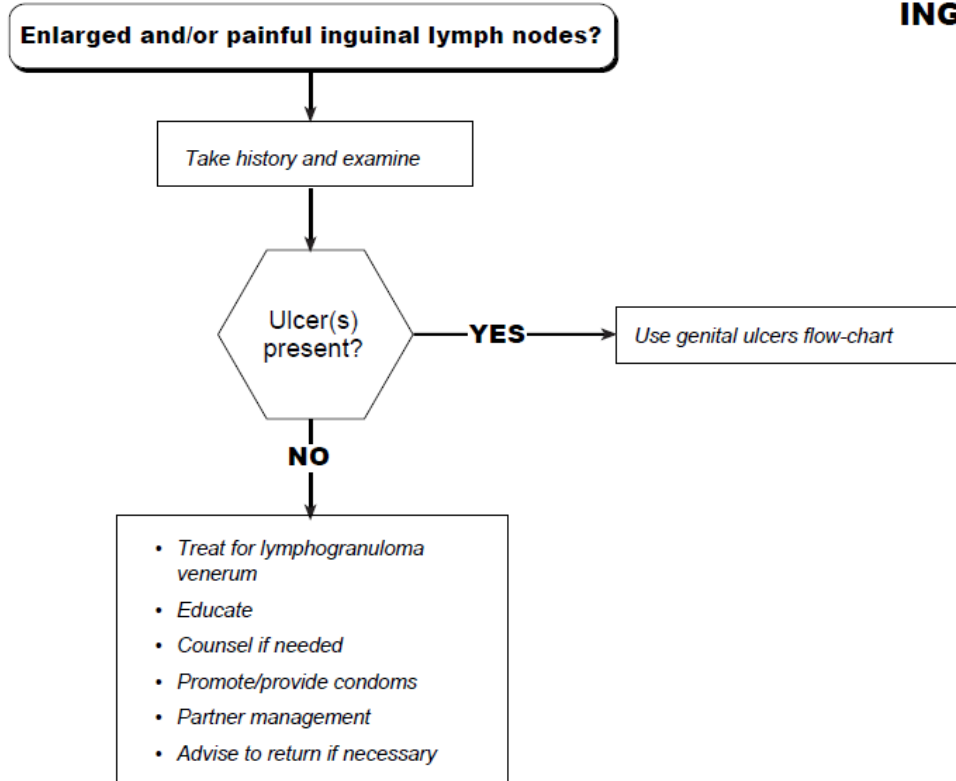 ING
Enlarged and/or painful inguinal lymph nodes?
Take history and examine
Ulcer(s)
present?
YES
Use genital ulcers flow-chart
NO
• Treat for lymphogranuloma
venerum
• Educate
• Counsel if needed
• Promote/provide condoms
• Partner management
• Advise to return if necessary